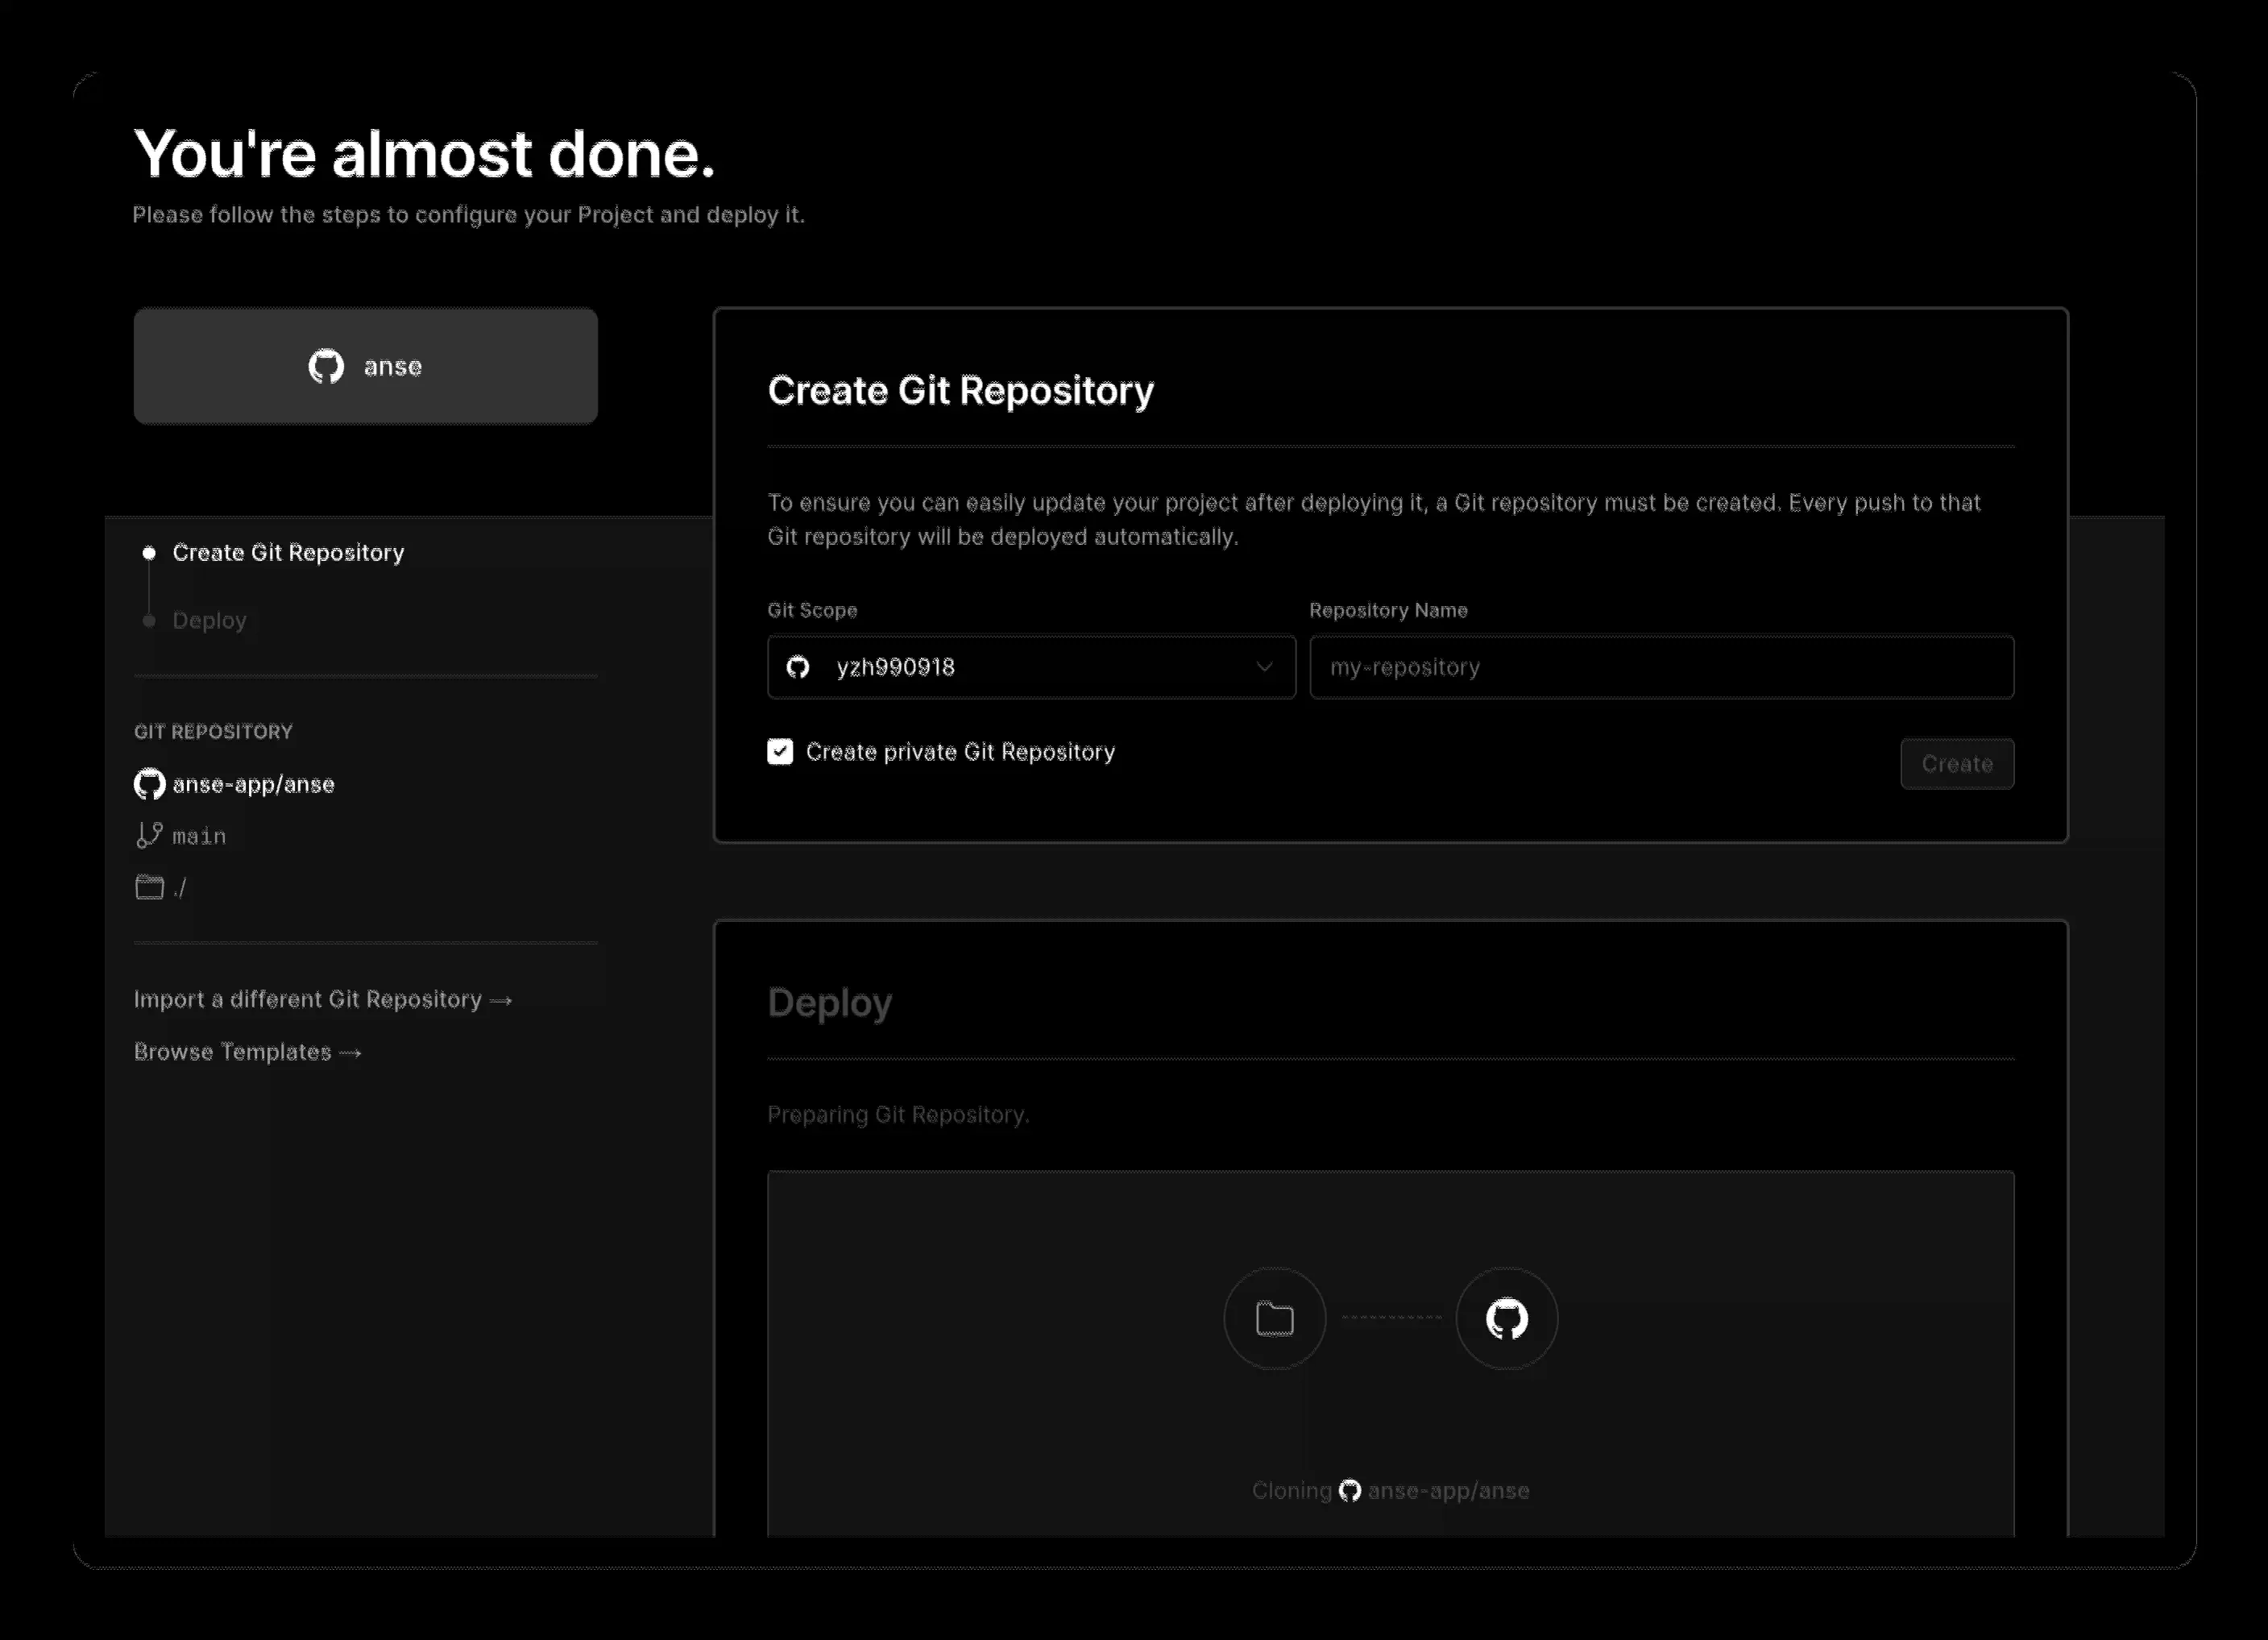 You're almost done.
Please follow the steps to configure your Project and deploy it.
anse
Create Git Repository
Deploy
GIT REPOSITORY
anse-app/anse
main
./
Import a different Git Repository →
Browse Templates →
Create Git Repository
To ensure you can easily update your project after deploying it, a Git repository must be created. Every push to that
Git repository will be deployed automatically.
Git Scope
Repository Name
yzh990918
my-repository
Create private Git Repository
Create
Deploy
Preparing Git Repository.
Cloning anse-app/anse